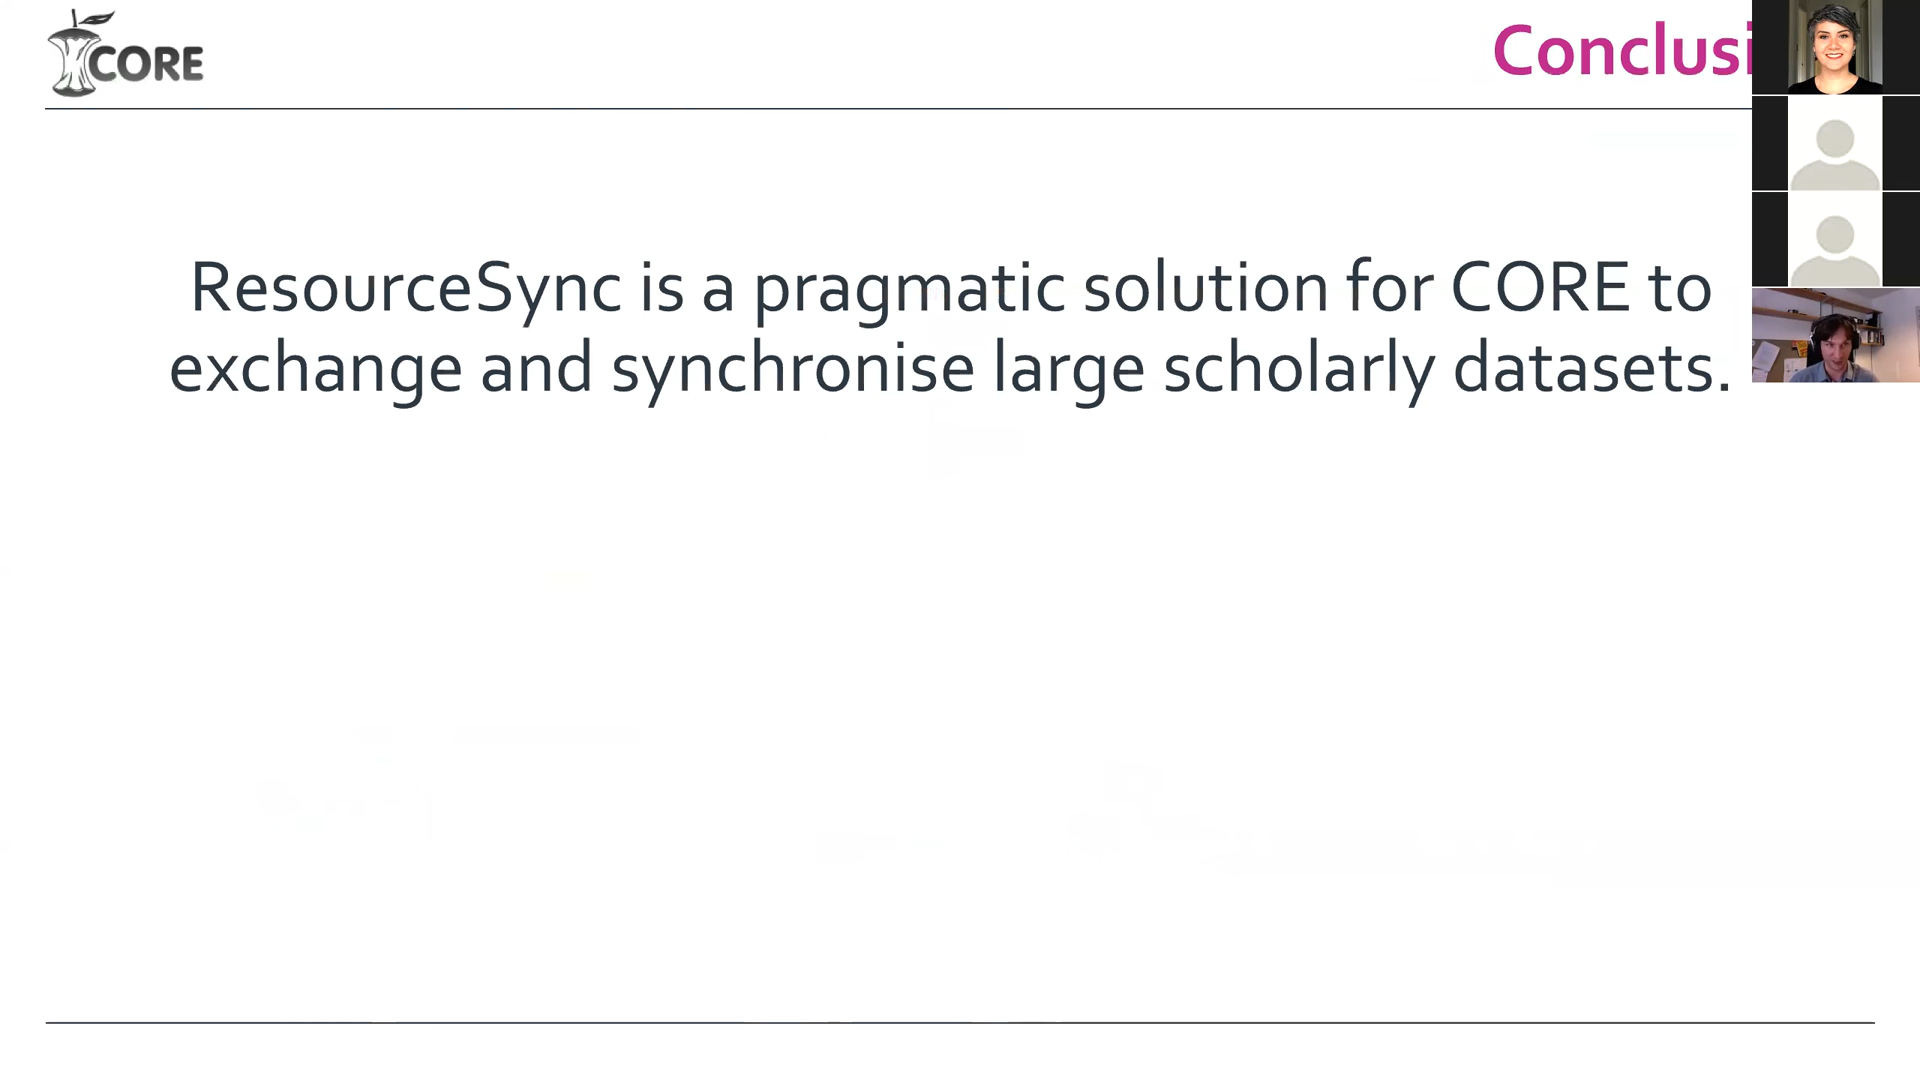 CORE
Conclusi
ResourceSync is a pragmatic solution for CORE to
exchange and synchronise large scholarly datasets.